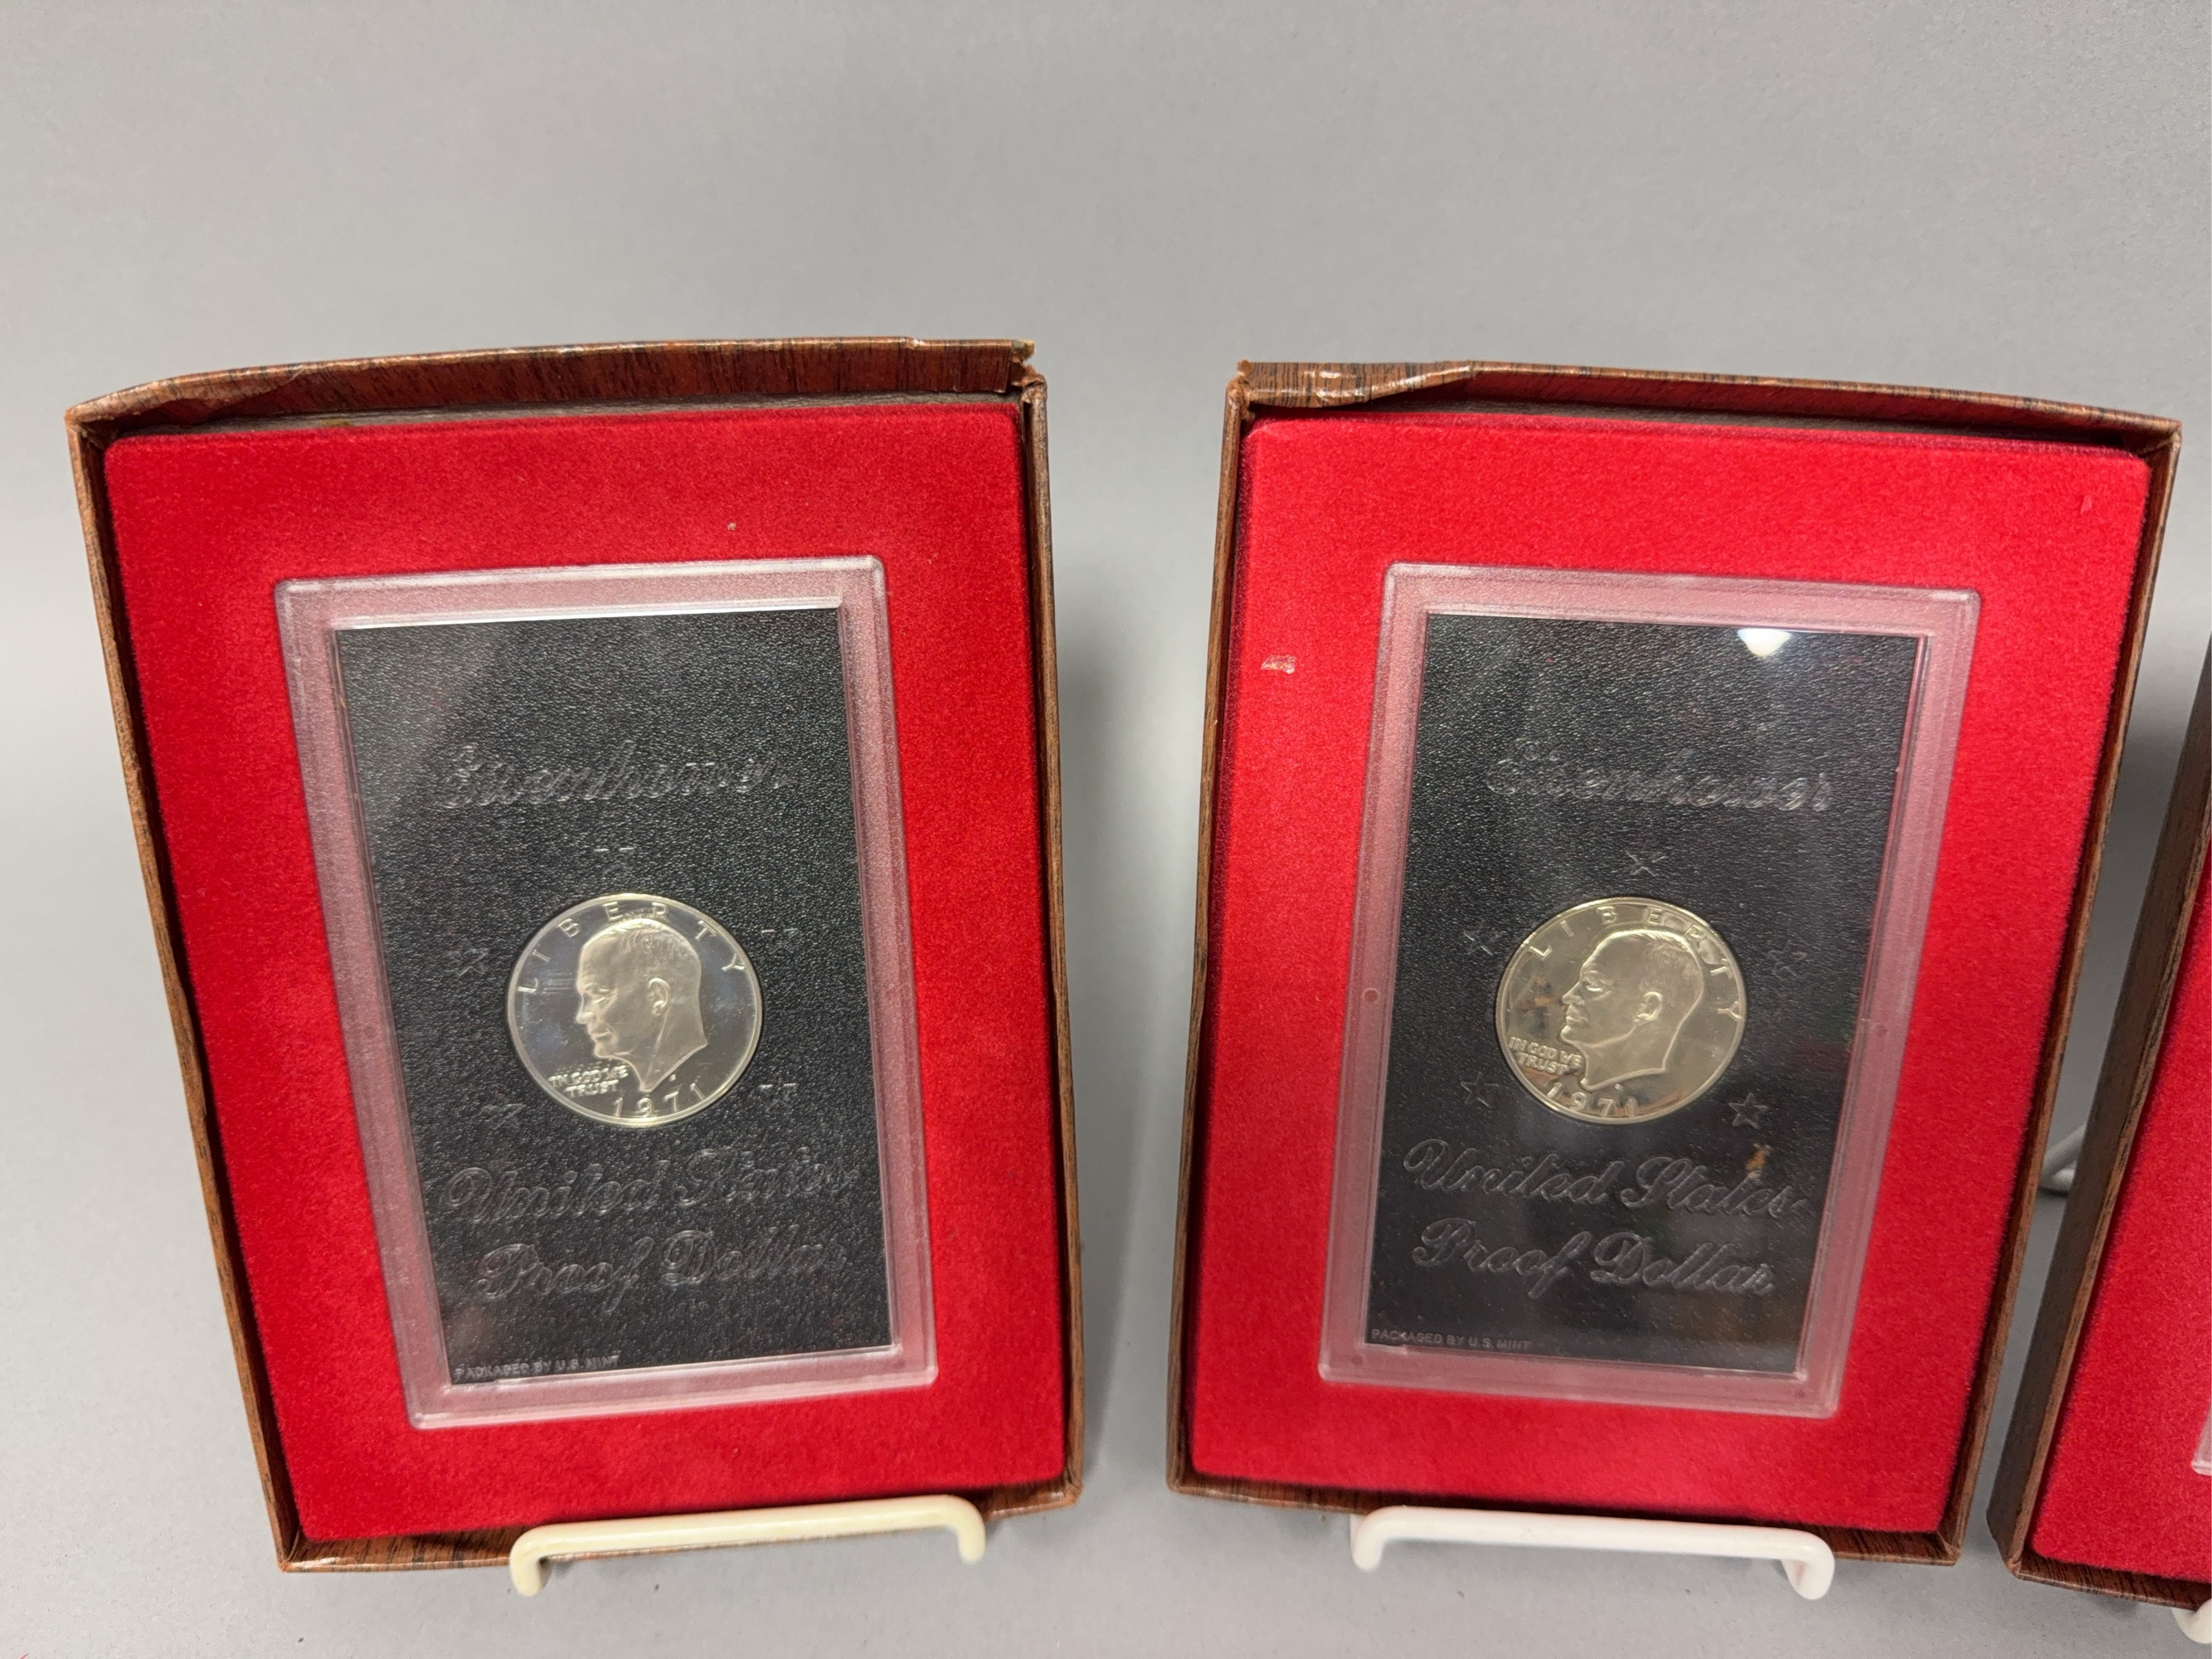 Eisenhower
LIBERTY
IN GOD WE
TRUST
1971
United States
Proof Dollar
PACKAGED BY U.S. MINT
Eisenhower
LIBERTY
IN GOD WE
TRUST
1971
United States
Proof Dollar
PACKAGED BY U.S. MINT